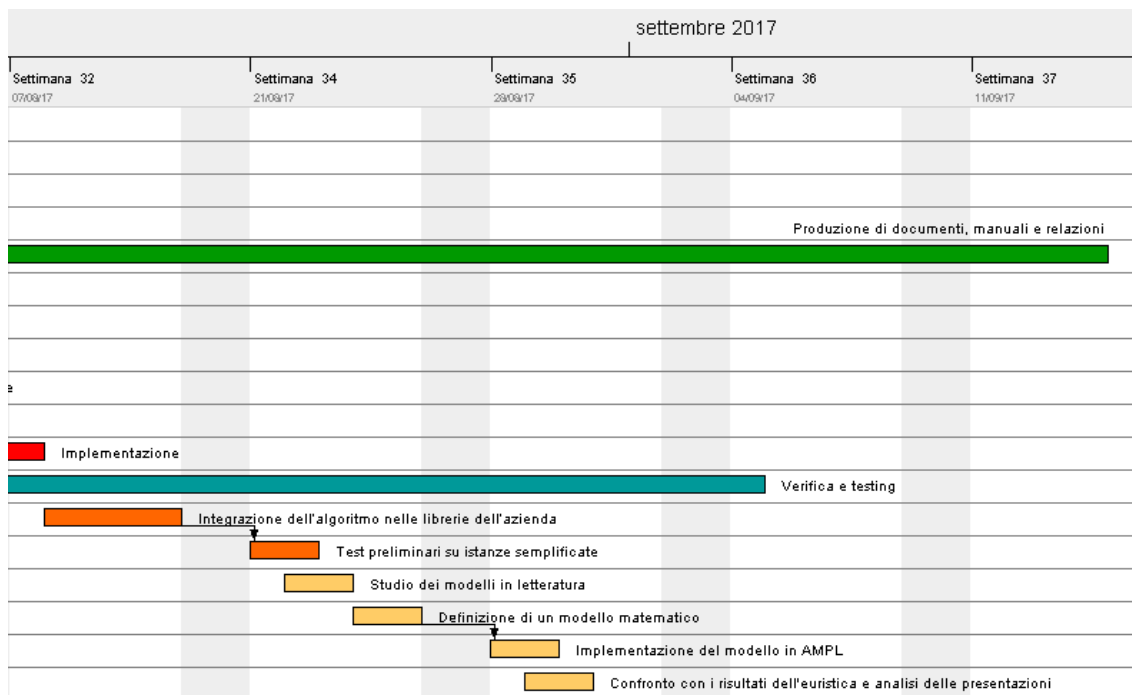 settembre 2017
Settimana 32
Settimana 34
Settimana 35
Settimana 36
Settimana 37
07/08/17
21/08/17
28/08/17
04/09/17
11/09/17
Produzione di documenti, manuali e relazioni
e
Implementazione
Verifica e testing
Integrazione dell'algoritmo nelle librerie dell'azienda
Test preliminari su istanze semplificate
Studio dei modelli in letteratura
Definizione di un modello matematico
Implementazione del modello in AMPL
Confronto con i risultati dell'euristica e analisi delle presentazioni